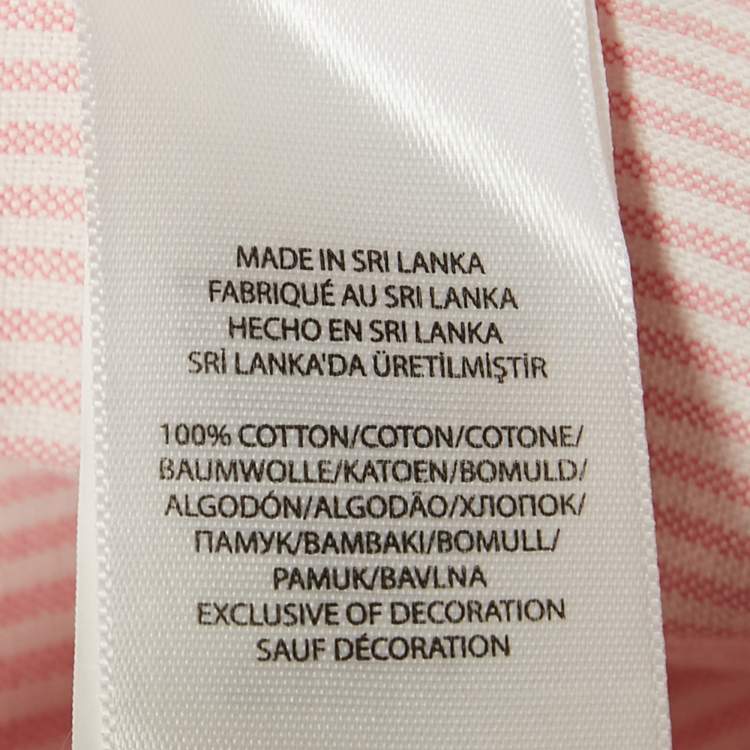 MADE IN SRI LANKA
FABRIQUÉ AU SRI LANKA
HECHO EN SRI LANKA
SRİ LANKA'DA ÜRETİLMİŞTİR
100% COTTON/COTON/COTONE/
BAUMWOLLE/KATOEN/BOMULD/
ALGODÓN/ALGODÃO/ХЛОПОК/
ПАМУК/BAMBAKI/BOMULL/
PAMUK/BAVLNA
EXCLUSIVE OF DECORATION
SAUF DÉCORATION